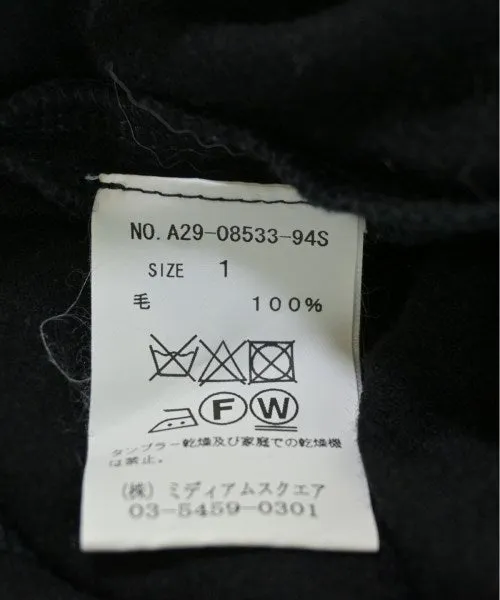 NO. A29-08533-94S
SIZE 1
毛 100%
F W
タンブラー乾燥及び家庭での乾燥機
は禁止。
(株) ミディアムスクエア
03-5459-0301